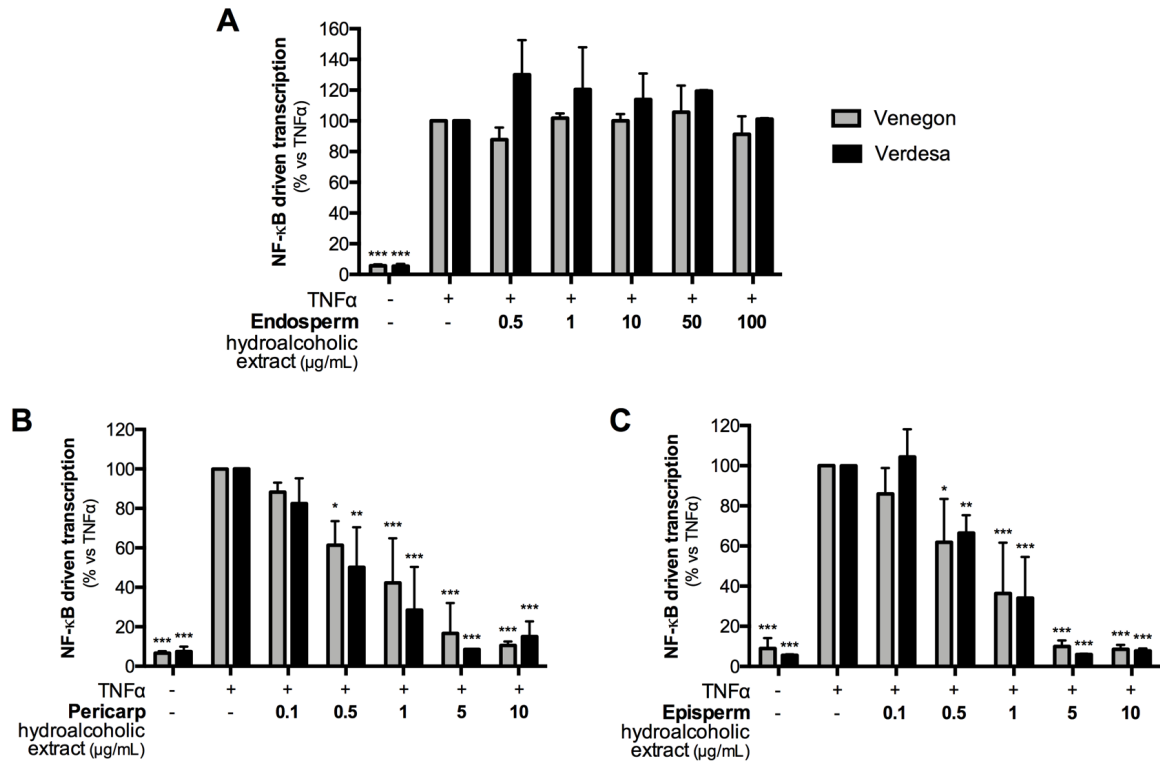 A
NF-κB driven transcription
(% vs TNFα)
160
140
120
100
80
60
40
20
0
*** ***
TNFα - + + + + + +
Endosperm - - 0.5 1 10 50 100
hydroalcoholic
extract (µg/mL)
Venegon
Verdesa
B
NF-κB driven transcription
(% vs TNFα)
120
100
80
60
40
20
0
*** *** * ** *** *** *** *** *** ***
TNFα - + + + + + +
Pericarp - - 0.1 0.5 1 5 10
hydroalcoholic
extract (µg/mL)
C
NF-κB driven transcription
(% vs TNFα)
120
100
80
60
40
20
0
*** *** * ** *** *** *** *** *** ***
TNFα - + + + + + +
Episperm - - 0.1 0.5 1 5 10
hydroalcoholic
extract (µg/mL)